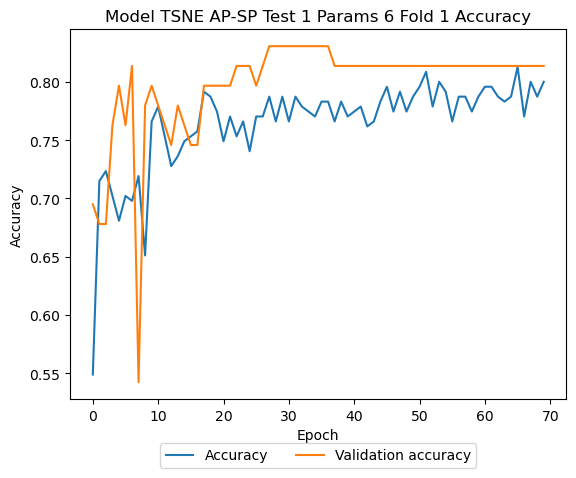 Model TSNE AP-SP Test 1 Params 6 Fold 1 Accuracy
Accuracy
0.80
0.75
0.70
0.65
0.60
0.55
0 10 20 30 40 50 60 70
Epoch
Accuracy Validation accuracy